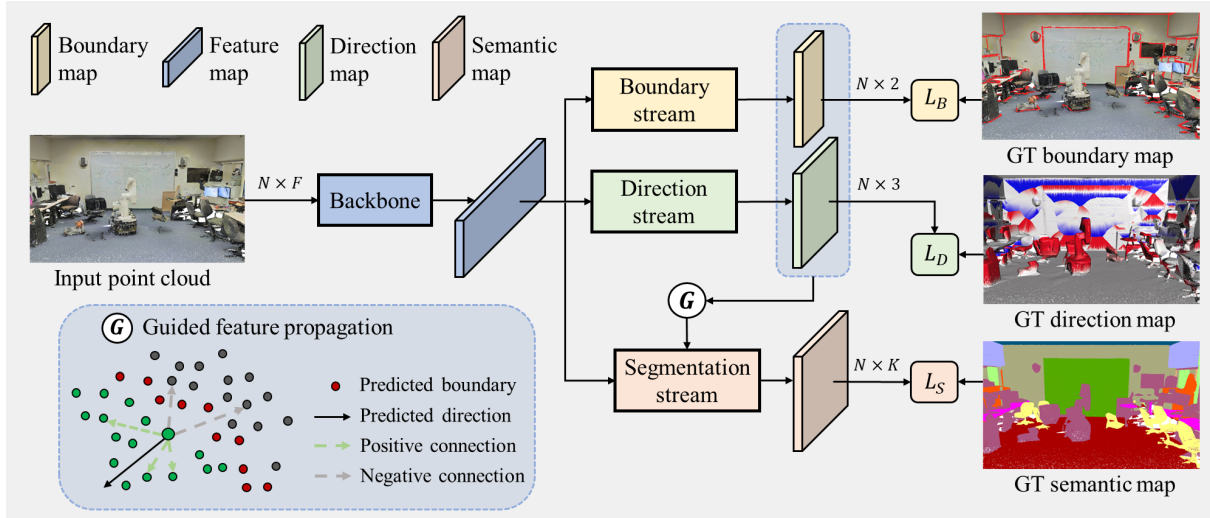 Boundary
map
Feature
map
Direction
map
Semantic
map
Input point cloud
N × F
Backbone
Boundary
stream
Direction
stream
Segmentation
stream
G
N × 2
N × 3
N × K
L_B
L_D
L_S
GT boundary map
GT direction map
GT semantic map
G Guided feature propagation
Predicted boundary
Predicted direction
Positive connection
Negative connection